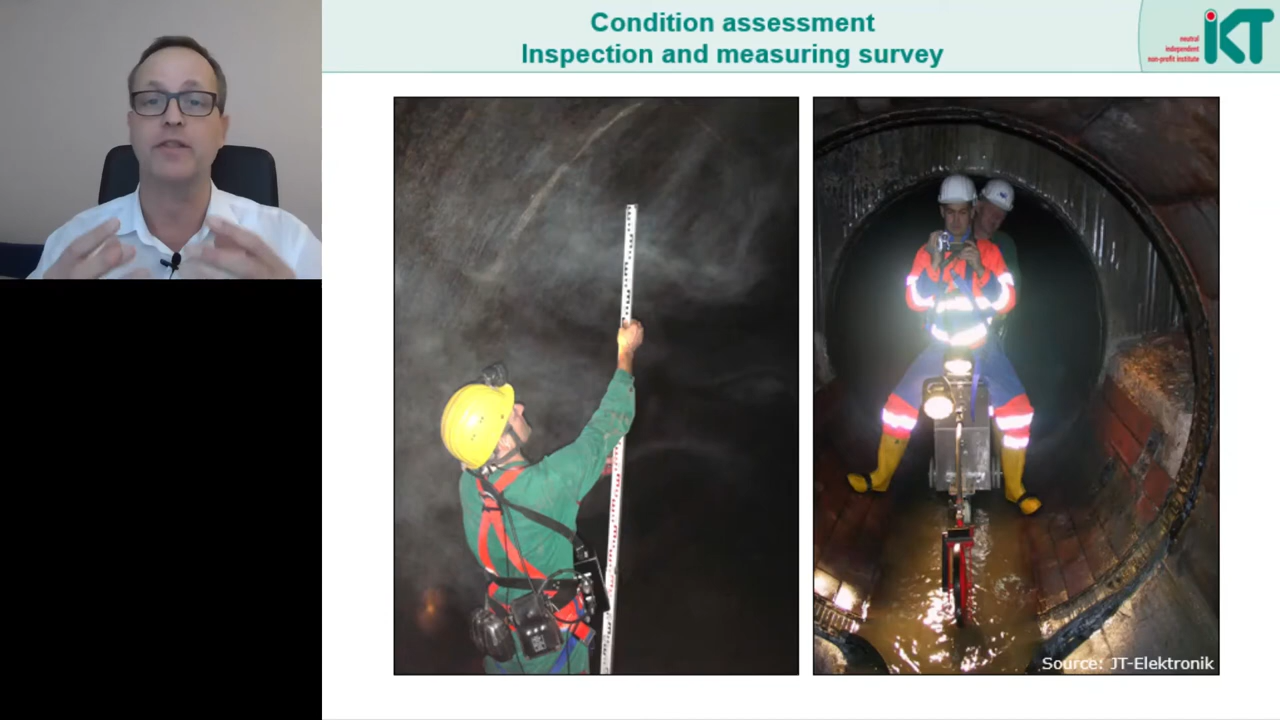 Condition assessment
Inspection and measuring survey
neutral
independent
non-profit institute
iKT
Source: JT-Elektronik